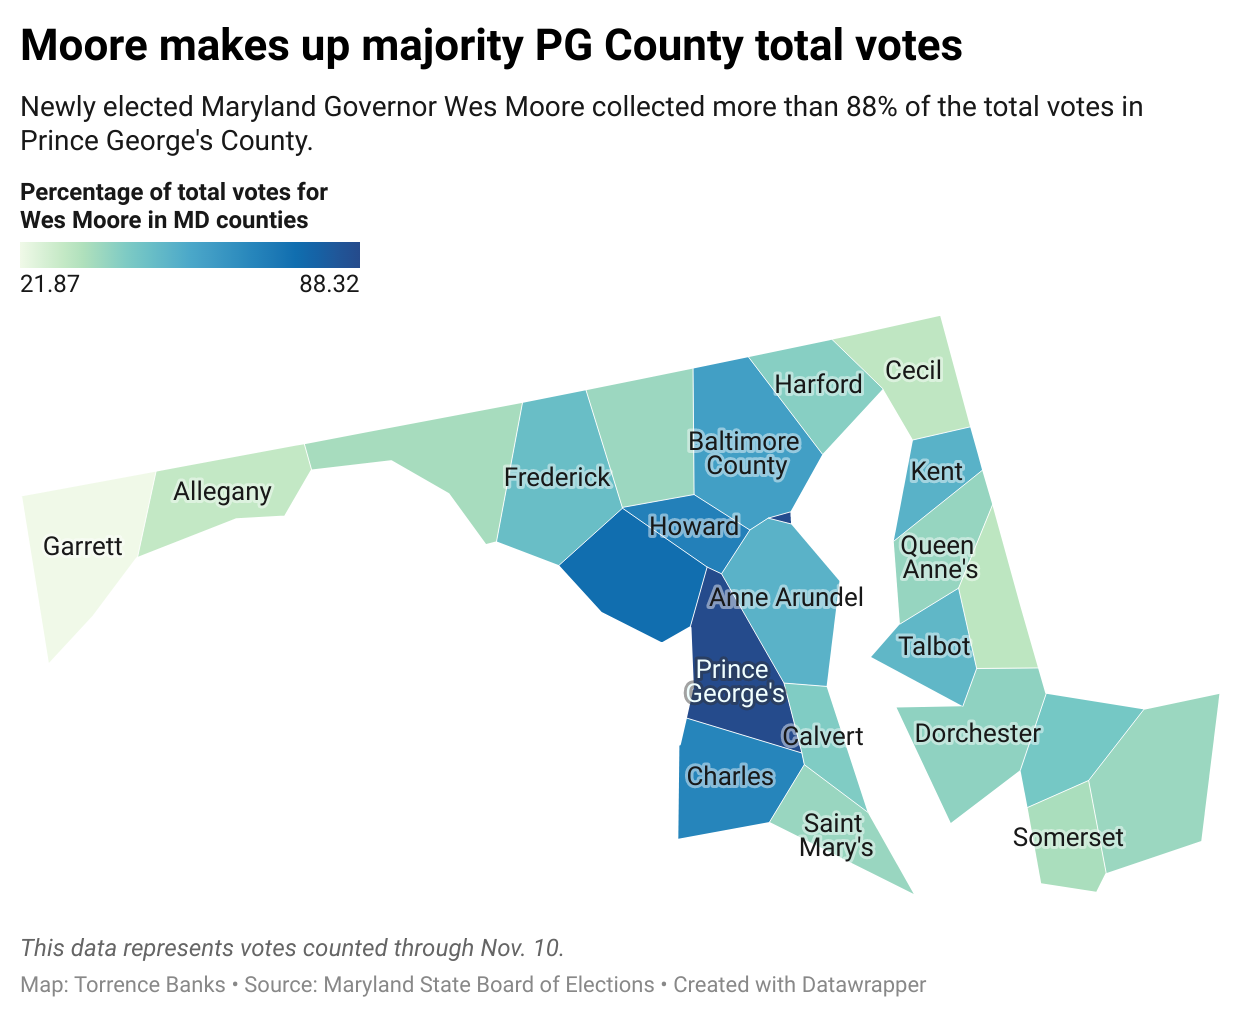 Moore makes up majority PG County total votes
Newly elected Maryland Governor Wes Moore collected more than 88% of the total votes in
Prince George's County.
Percentage of total votes for
Wes Moore in MD counties
21.87
88.32
Cecil
Harford
Baltimore
County
Kent
Frederick
Allegany
Howard
Garrett
Queen
Anne's
Anne Arundel
Talbot
Prince
George's
Calvert
Dorchester
Charles
Saint
Mary's
Somerset
This data represents votes counted through Nov. 10.
Map: Torrence Banks • Source: Maryland State Board of Elections • Created with Datawrapper